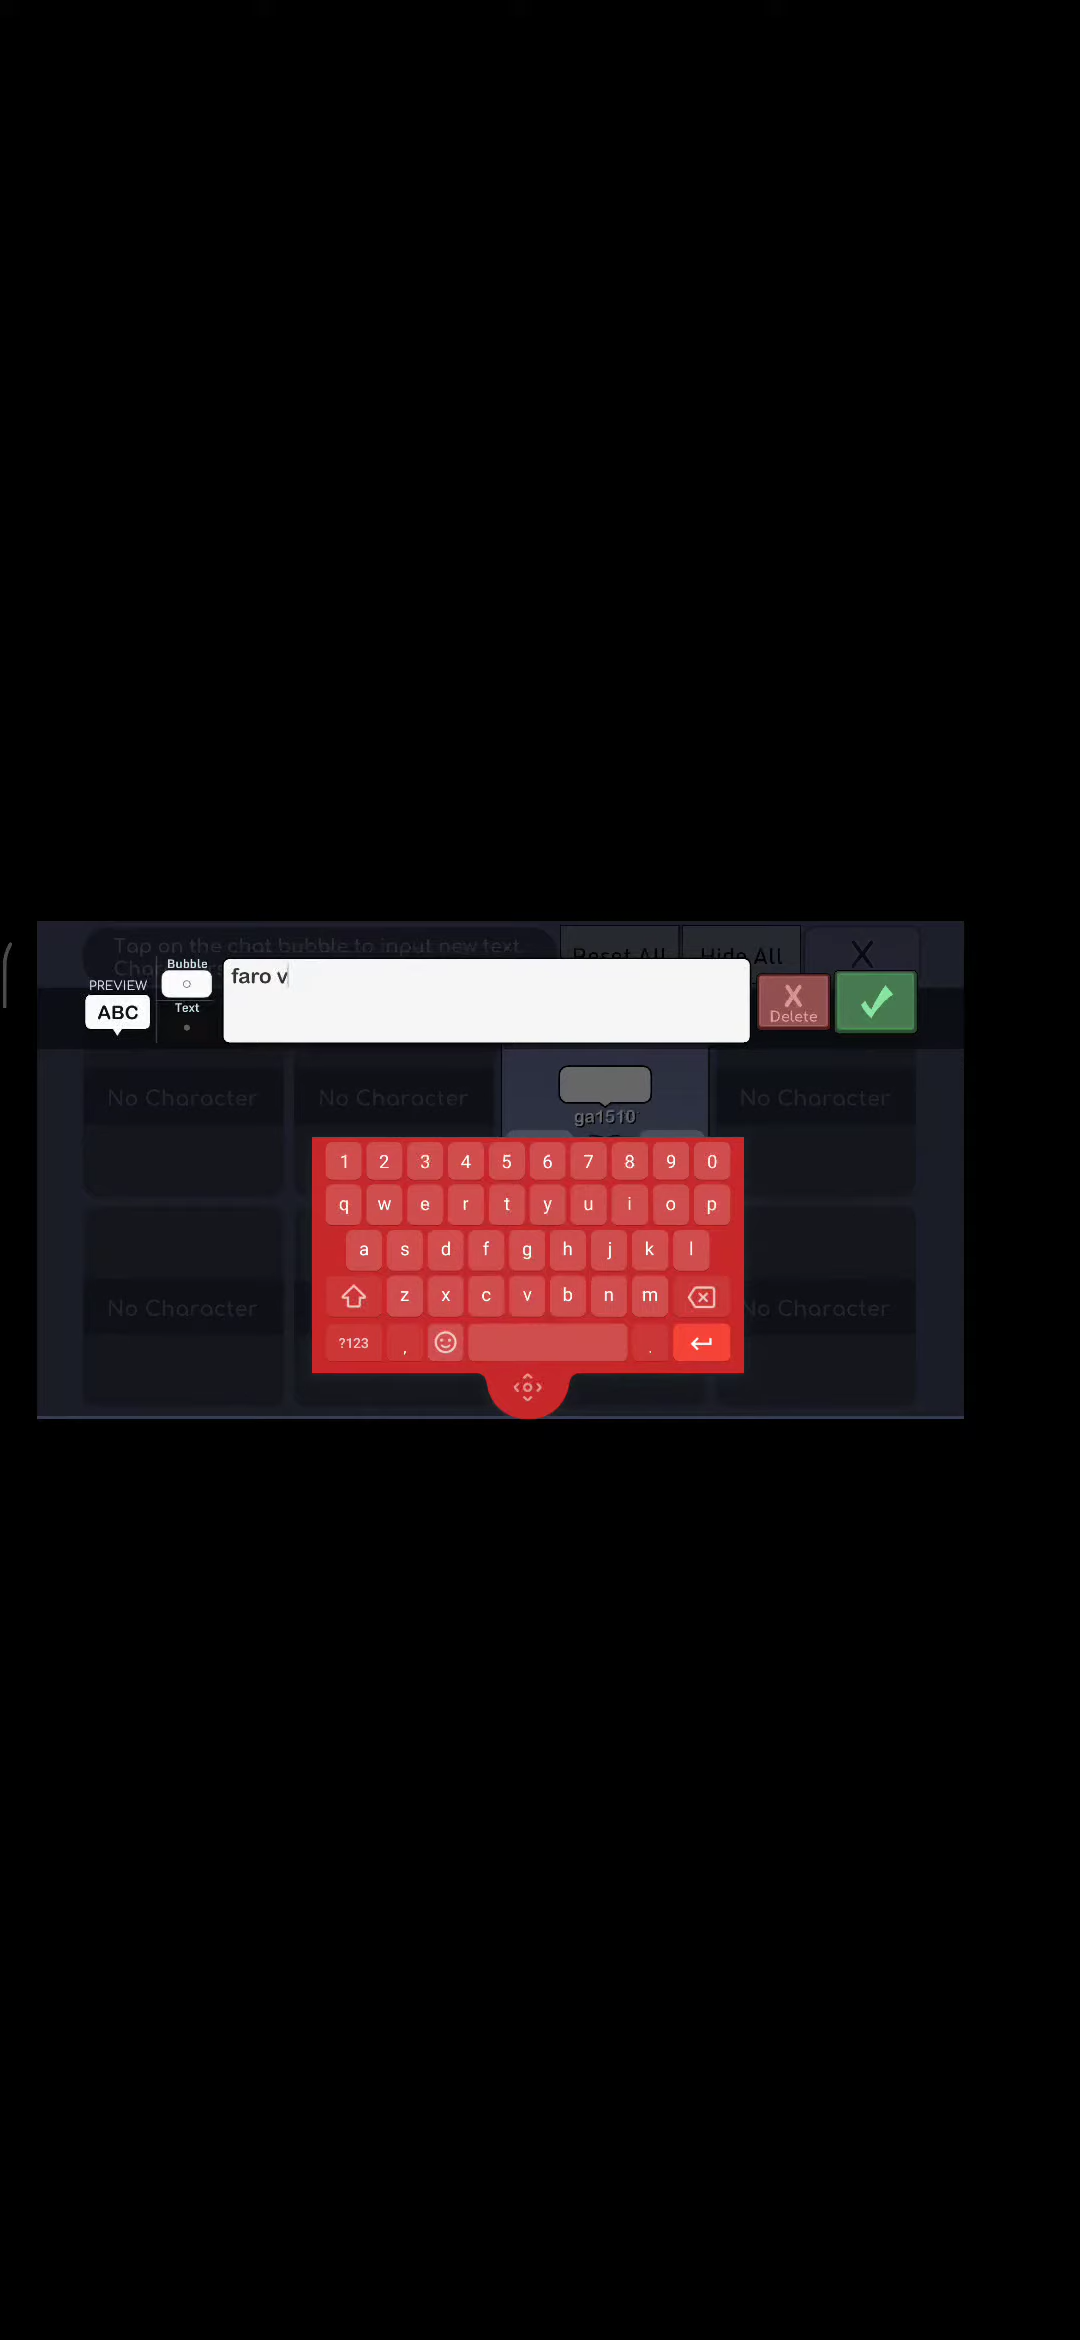 Tap on the chat bubble to input new text.
Reset All
Hide All
X
Bubble
PREVIEW
ABC
Text
faro v
X
Delete
No Character
No Character
ga1510
No Character
1 2 3 4 5 6 7 8 9 0
q w e r t y u i o p
a s d f g h j k l
z x c v b n m
?123 , .
No Character
No Character